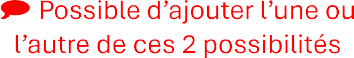 Possible d’ajouter l’une ou
l’autre de ces 2 possibilités